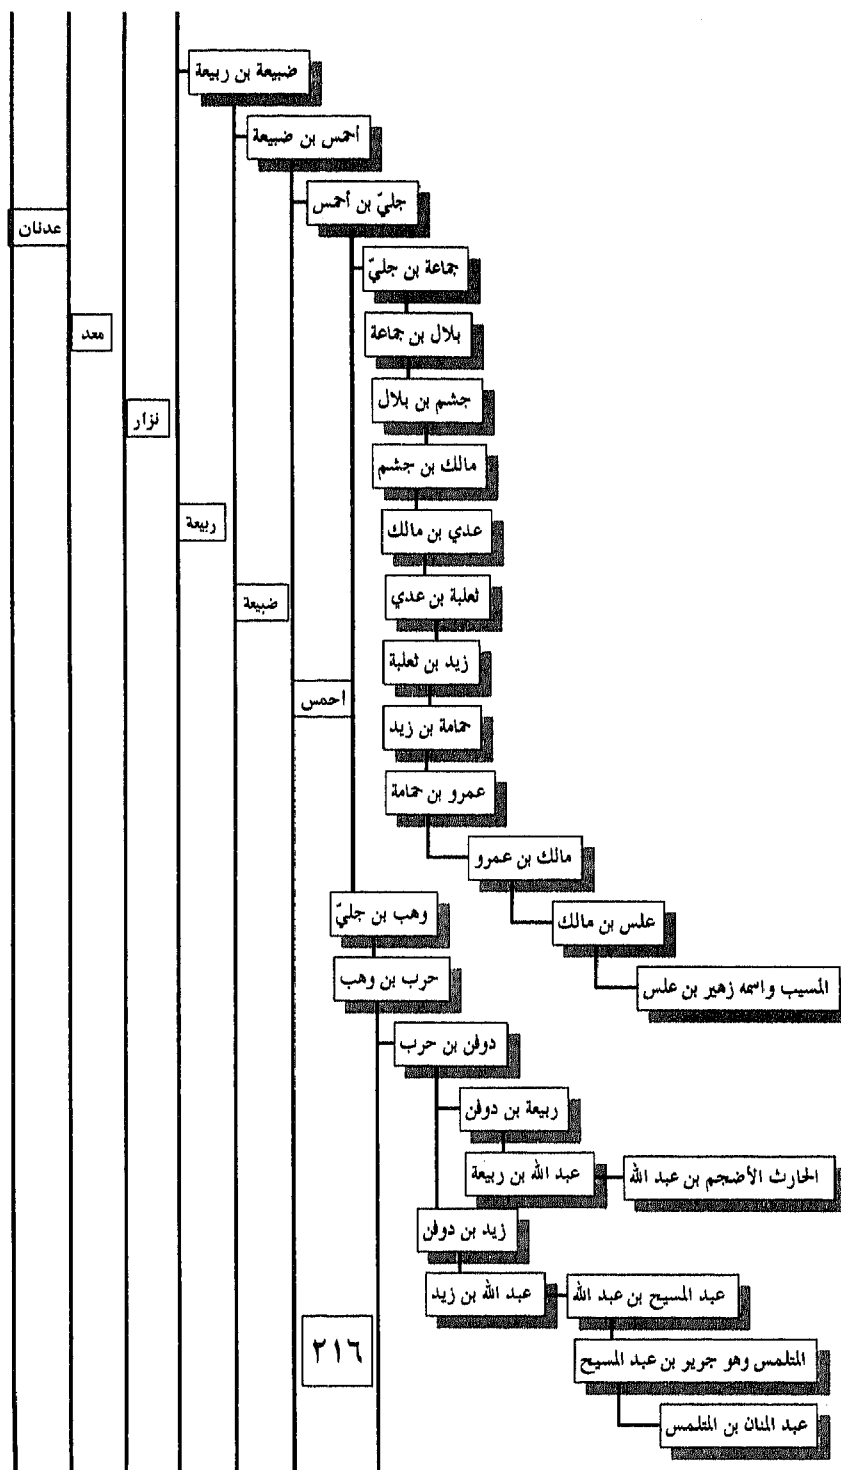 ضبيعة بن ربيعة
أحمس بن ضبيعة
جليّ بن أحمس
عدنان
جماعة بن جليّ
بلال بن جماعة
معد
جشم بن بلال
نزار
مالك بن جشم
ربيعة
عدي بن مالك
ثعلبة بن عدي
ضبيعة
زيد بن ثعلبة
احمس
حمامة بن زيد
عمرو بن حمامة
مالك بن عمرو
وهب بن جليّ
علس بن مالك
حرب بن وهب
المسيب واسمه زهير بن علس
دوفن بن حرب
ربيعة بن دوفن
عبد الله بن ربيعة
الحارث الأضجم بن عبد الله
زيد بن دوفن
عبد الله بن زيد
عبد المسيح بن عبد الله
٢١٦
المتلمس وهو جرير بن عبد المسيح
عبد المنان بن المتلمس